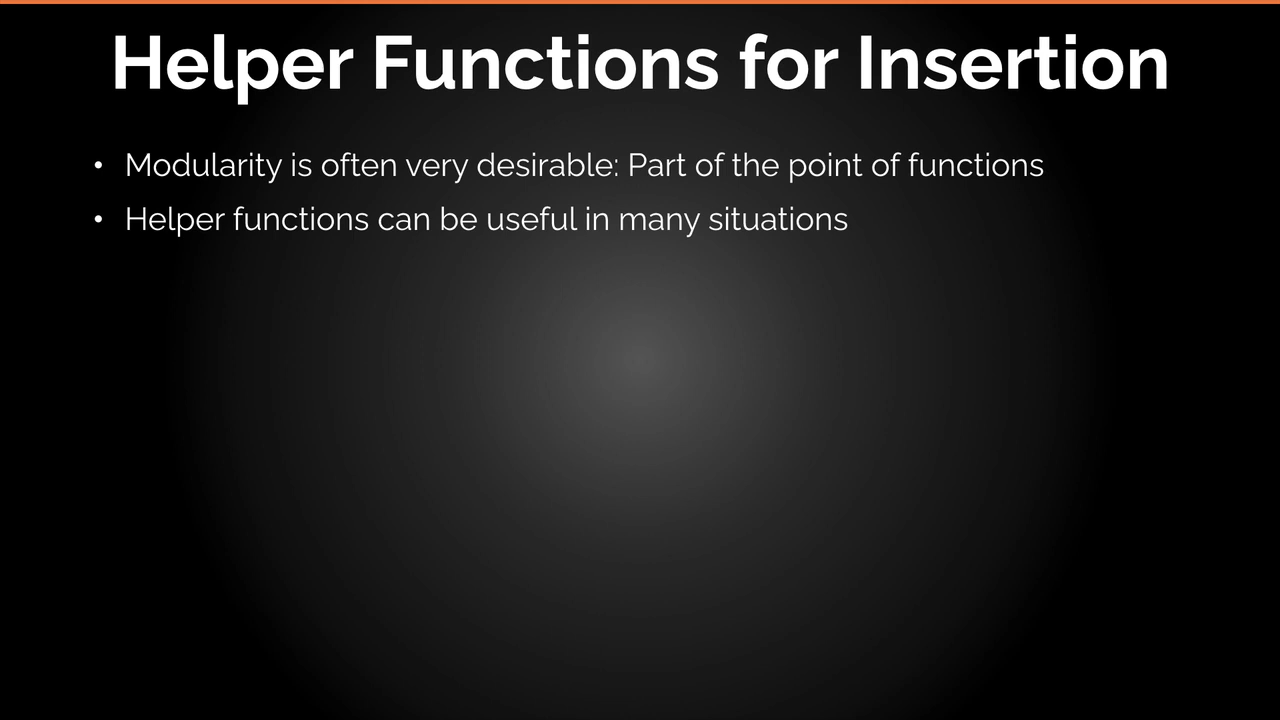 Helper Functions for Insertion
• Modularity is often very desirable: Part of the point of functions
• Helper functions can be useful in many situations